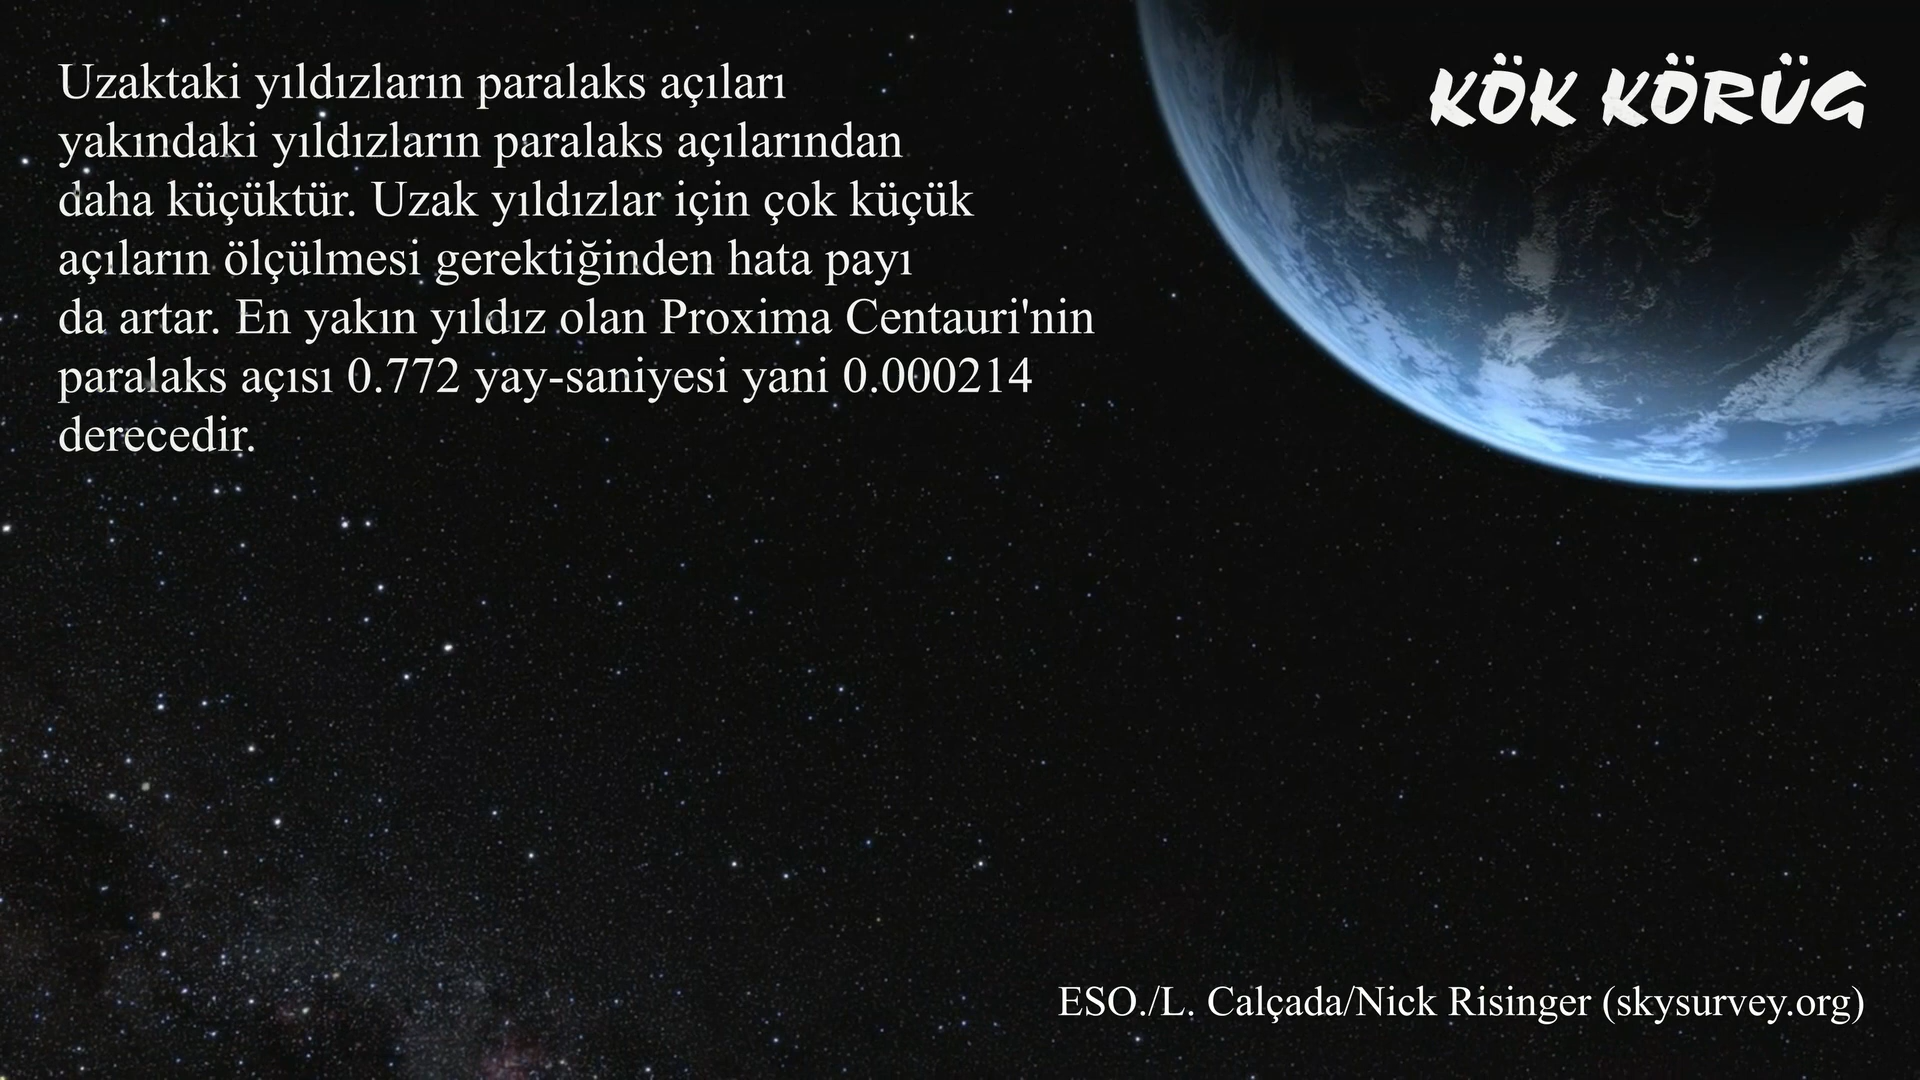 Uzaktaki yıldızların paralaks açıları
yakındaki yıldızların paralaks açılarından
daha küçüktür. Uzak yıldızlar için çok küçük
açıların ölçülmesi gerektiğinden hata payı
da artar. En yakın yıldız olan Proxima Centauri'nin
paralaks açısı 0.772 yay-saniyesi yani 0.000214
derecedir.
KÖK KÖRÜG
ESO./L. Calçada/Nick Risinger (skysurvey.org)